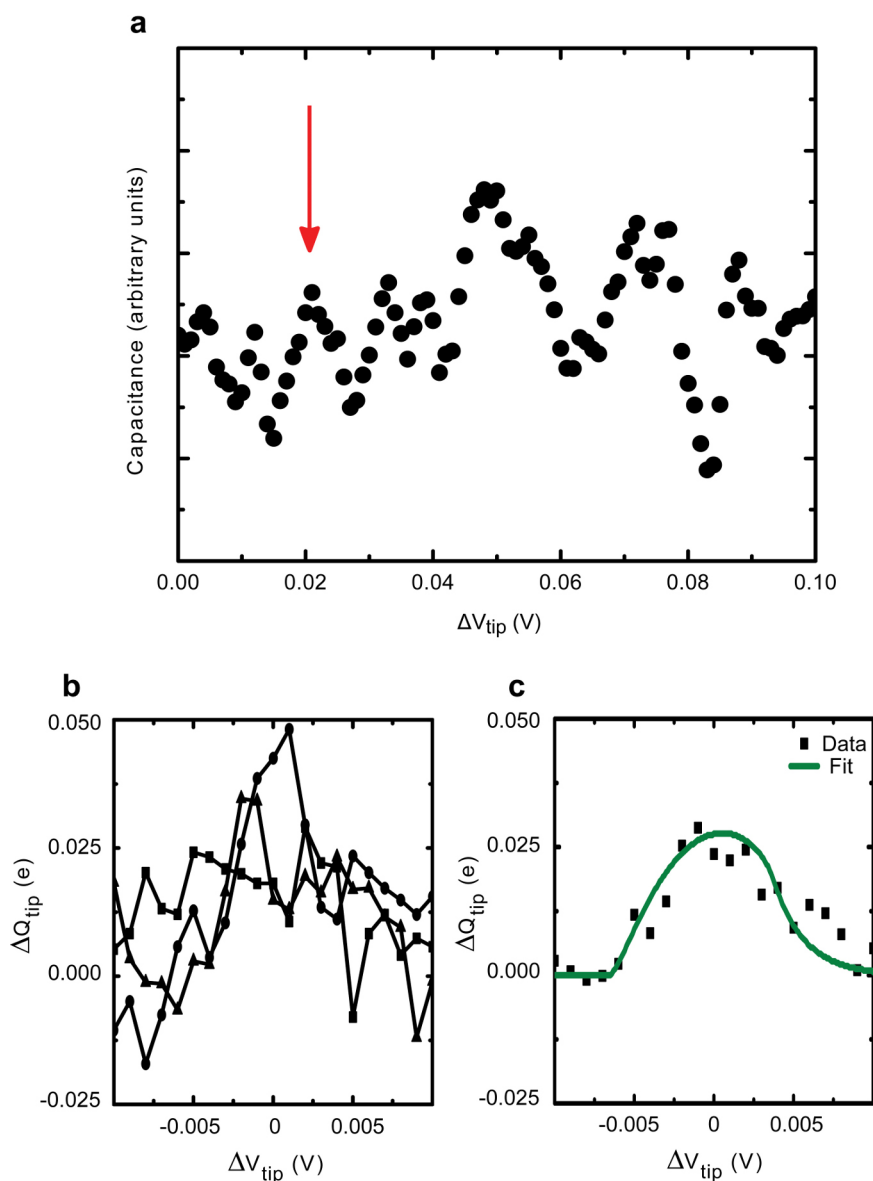 a
Capacitance (arbitrary units)
0.00 0.02 0.04 0.06 0.08 0.10
ΔVtip (V)
b
0.050
0.025
0.000
-0.025
ΔQtip (e)
-0.005 0 0.005
ΔVtip (V)
c
0.050
0.025
0.000
-0.025
ΔQtip (e)
Data
Fit
-0.005 0 0.005
ΔVtip (V)